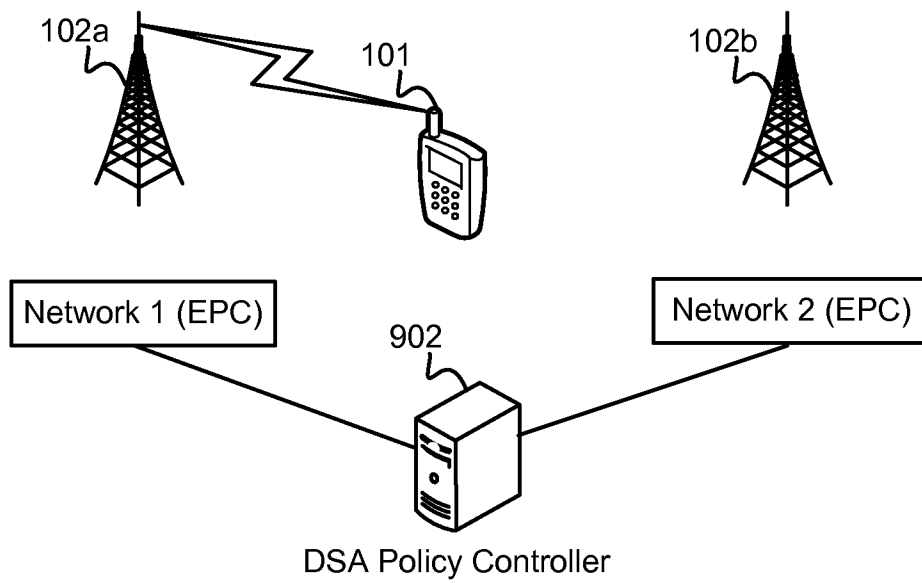 102a
101
102b
Network 1 (EPC)
Network 2 (EPC)
902
DSA Policy Controller